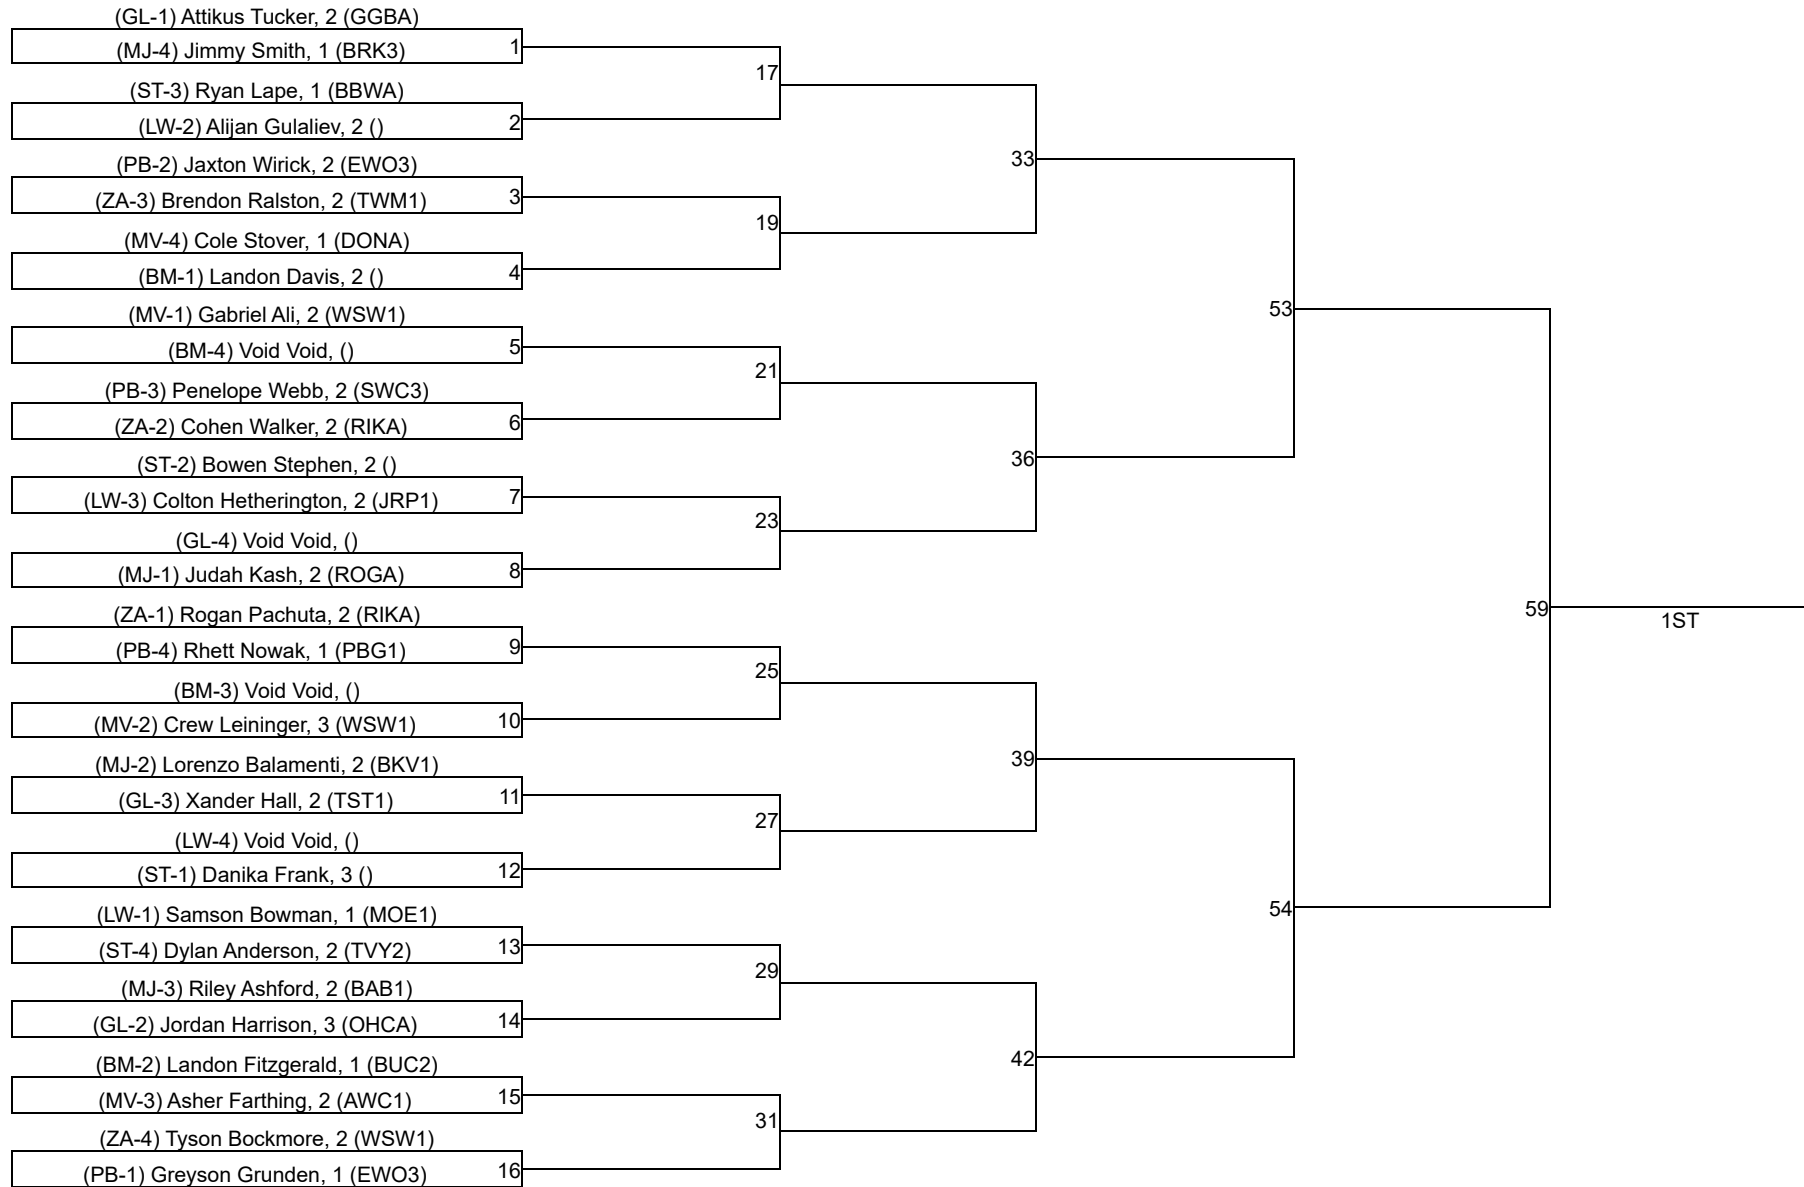 (GL-1) Attikus Tucker, 2 (GGBA)
(MJ-4) Jimmy Smith, 1 (BRK3)
1
17
(ST-3) Ryan Lape, 1 (BBWA)
(LW-2) Alijan Gulaliev, 2 ()
2
33
(PB-2) Jaxton Wirick, 2 (EWO3)
(ZA-3) Brendon Ralston, 2 (TWM1)
3
19
(MV-4) Cole Stover, 1 (DONA)
(BM-1) Landon Davis, 2 ()
4
53
(MV-1) Gabriel Ali, 2 (WSW1)
(BM-4) Void Void, ()
5
21
(PB-3) Penelope Webb, 2 (SWC3)
(ZA-2) Cohen Walker, 2 (RIKA)
6
36
(ST-2) Bowen Stephen, 2 ()
(LW-3) Colton Hetherington, 2 (JRP1)
7
23
(GL-4) Void Void, ()
(MJ-1) Judah Kash, 2 (ROGA)
8
59
1ST
(ZA-1) Rogan Pachuta, 2 (RIKA)
(PB-4) Rhett Nowak, 1 (PBG1)
9
25
(BM-3) Void Void, ()
(MV-2) Crew Leininger, 3 (WSW1)
10
39
(MJ-2) Lorenzo Balamenti, 2 (BKV1)
(GL-3) Xander Hall, 2 (TST1)
11
27
(LW-4) Void Void, ()
(ST-1) Danika Frank, 3 ()
12
54
(LW-1) Samson Bowman, 1 (MOE1)
(ST-4) Dylan Anderson, 2 (TVY2)
13
29
(MJ-3) Riley Ashford, 2 (BAB1)
(GL-2) Jordan Harrison, 3 (OHCA)
14
42
(BM-2) Landon Fitzgerald, 1 (BUC2)
(MV-3) Asher Farthing, 2 (AWC1)
15
31
(ZA-4) Tyson Bockmore, 2 (WSW1)
(PB-1) Greyson Grunden, 1 (EWO3)
16